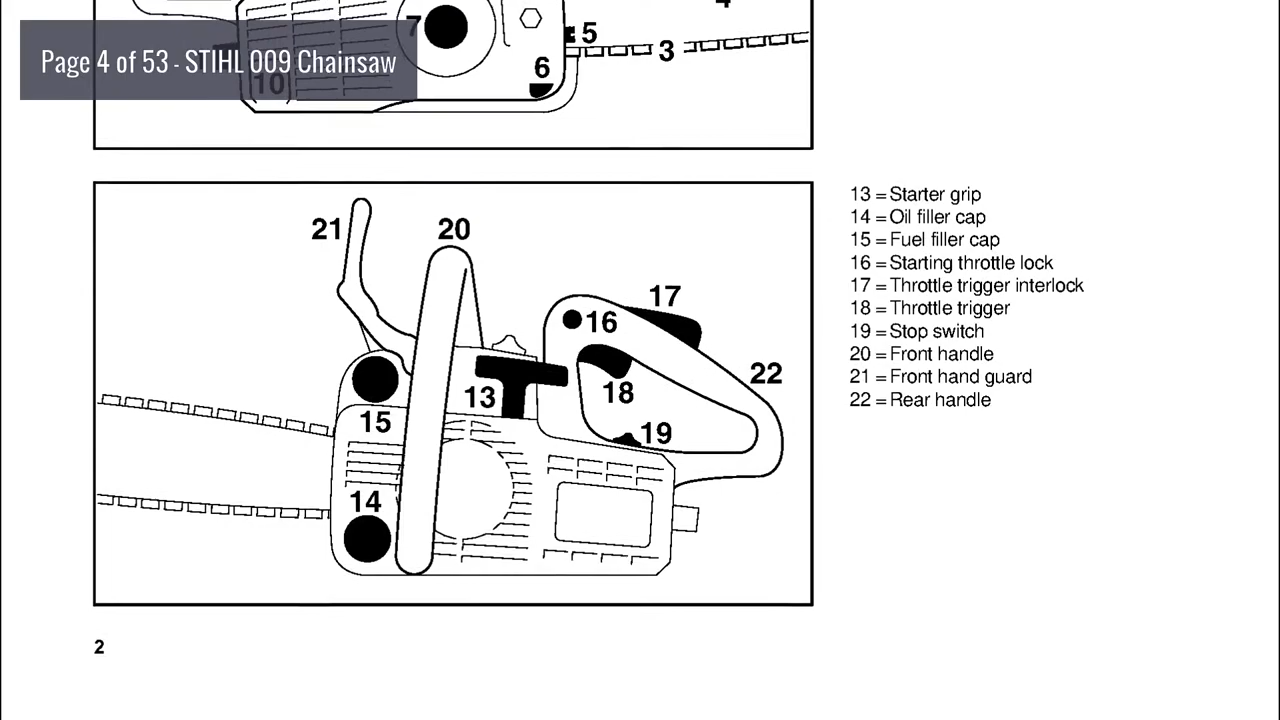 7
5
3
6
10
Page 4 of 53 - STIHL 009 Chainsaw
21
20
17
16
22
18
13
19
15
14
13 = Starter grip
14 = Oil filler cap
15 = Fuel filler cap
16 = Starting throttle lock
17 = Throttle trigger interlock
18 = Throttle trigger
19 = Stop switch
20 = Front handle
21 = Front hand guard
22 = Rear handle
2